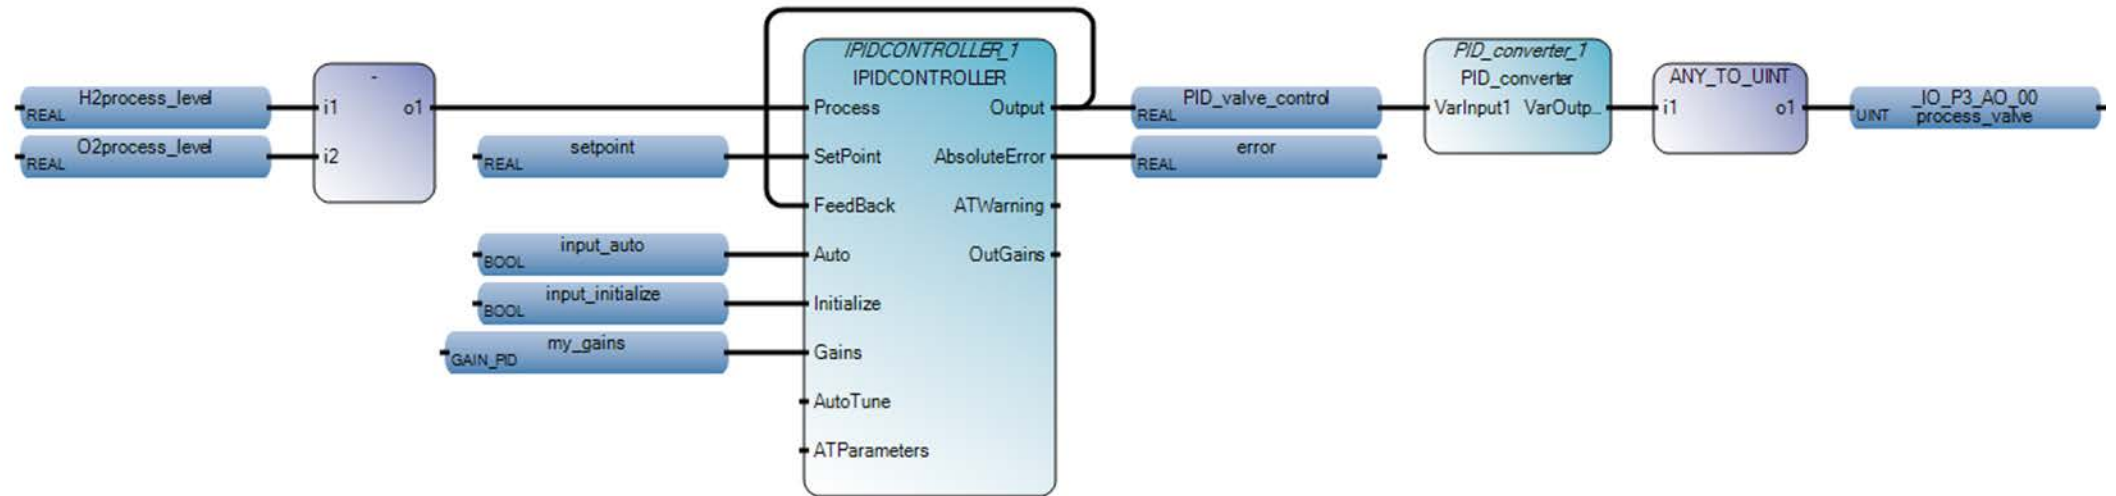 H2process_level
REAL
O2process_level
REAL
-
i1
o1
i2
setpoint
REAL
input_auto
BOOL
input_initialize
BOOL
my_gains
GAIN_PID
IPIDCONTROLLER_1
IPIDCONTROLLER
Process
Output
SetPoint
AbsoluteError
FeedBack
ATWarning
Auto
OutGains
Initialize
Gains
AutoTune
ATParameters
PID_valve_control
REAL
error
REAL
PID_converter_1
PID_converter
VarInput1 VarOutp...
ANY_TO_UINT
i1
o1
_IO_P3_AO_00
UINT process_valve